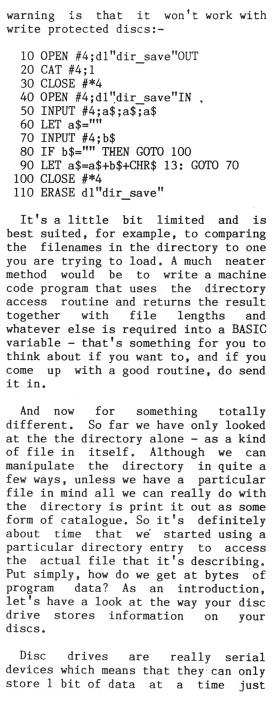 warning is that it won't work with
write protected discs:-
10 OPEN #4;d1"dir_save"OUT
20 CAT #4;1
30 CLOSE #*4
40 OPEN #4;d1"dir_save"IN .
50 INPUT #4;a$;a$;a$
60 LET a$=""
70 INPUT #4;b$
80 IF b$="" THEN GOTO 100
90 LET a$=a$+b$+CHR$ 13: GOTO 70
100 CLOSE #*4
110 ERASE d1"dir_save"
It's a little bit limited and is
best suited, for example, to comparing
the filenames in the directory to one
you are trying to load. A much neater
method would be to write a machine
code program that uses the directory
access routine and returns the result
together with file lengths and
whatever else is required into a BASIC
variable - that's something for you to
think about if you want to, and if you
come up with a good routine, do send
it in.
And now for something totally
different. So far we have only looked
at the the directory alone - as a kind
of file in itself. Although we can
manipulate the directory in quite a
few ways, unless we have a particular
file in mind all we can really do with
the directory is print it out as some
form of catalogue. So it's definitely
about time that we started using a
particular directory entry to access
the actual file that it's describing.
Put simply, how do we get at bytes of
program data? As an introduction,
let's have a look at the way your disc
drive stores information on your
discs.
Disc drives are really serial
devices which means that they can only
store 1 bit of data at a time just